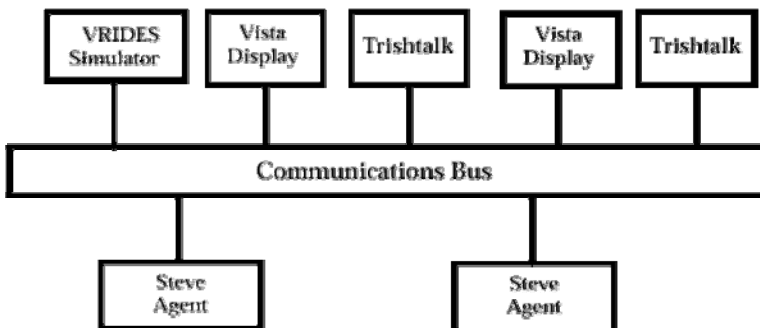 VRIDES
Simulator
Vista
Display
Trishtalk
Vista
Display
Trishtalk
Communications Bus
Steve
Agent
Steve
Agent